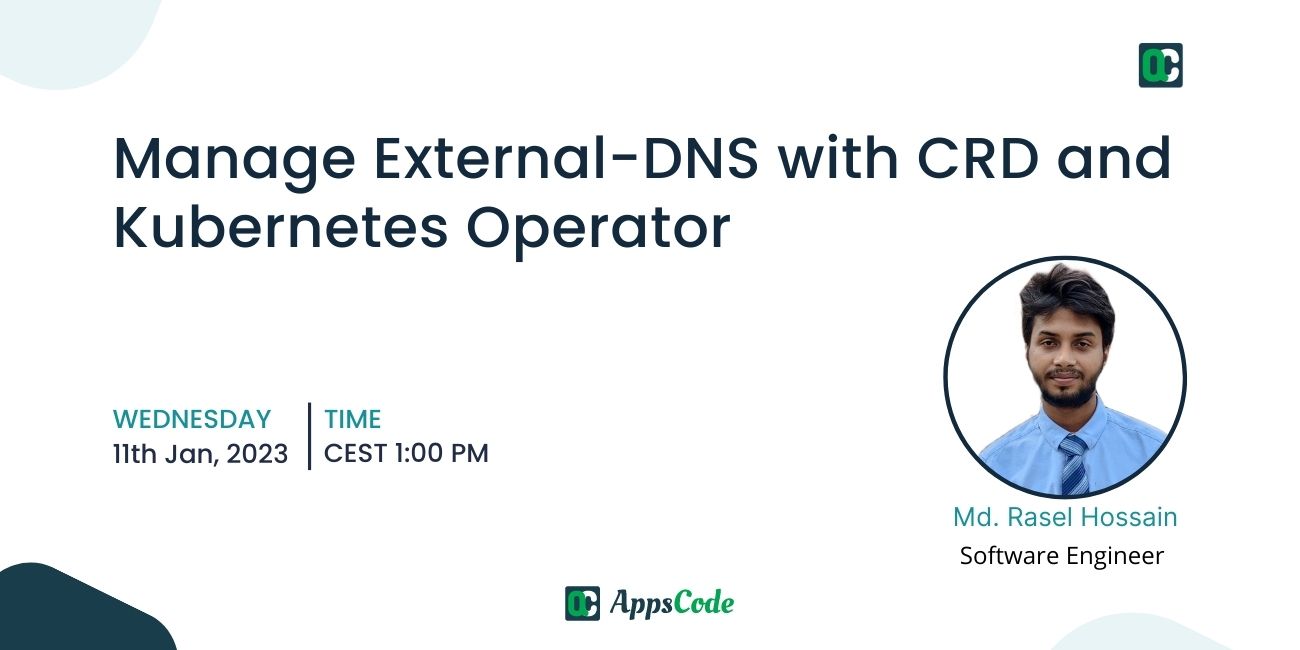 Manage External-DNS with CRD and
Kubernetes Operator
WEDNESDAY
11th Jan, 2023
TIME
CEST 1:00 PM
Md. Rasel Hossain
Software Engineer
AppsCode